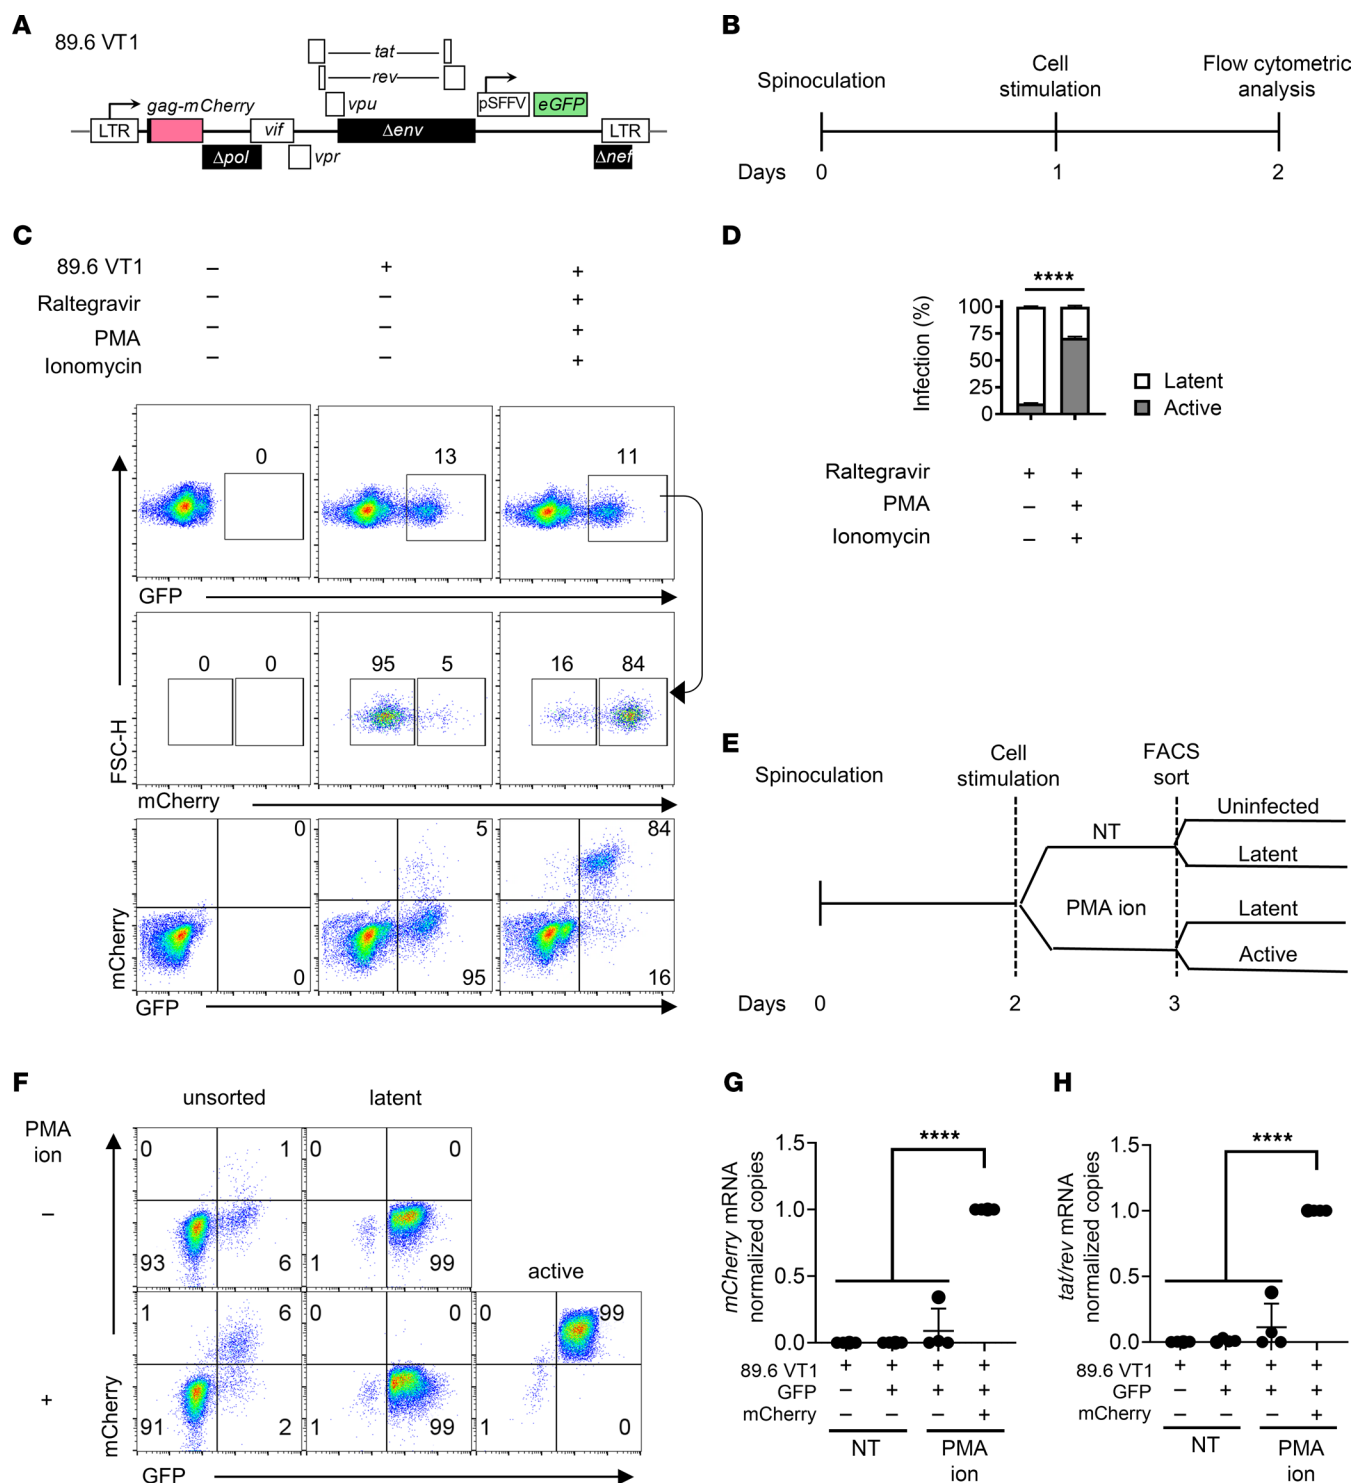 A
89.6 VT1
tat
rev
gag-mCherry
vpu
pSFFV
eGFP
LTR
vif
Δenv
LTR
Δpol
vpr
Δnef
B
Spinoculation
Cell
stimulation
Flow cytometric
analysis
Days 0 1 2
C
89.6 VT1 – + +
Raltegravir – – +
PMA – – +
Ionomycin – – +
0 13 11
GFP
0 0 95 5 16 84
FSC-H
mCherry
0 5 84
mCherry
0 95 16
GFP
D
****
Infection (%)
100
75
50
25
0
Latent
Active
Raltegravir + +
PMA – +
Ionomycin – +
E
Spinoculation
Cell
stimulation
FACS
sort
NT
PMA ion
Uninfected
Latent
Latent
Active
Days 0 2 3
F
unsorted latent
PMA
ion
–
0 1 0 0
93 6 1 99
active
+
1 6 0 0 0 99
91 2 1 99 1 0
mCherry
GFP
G
****
mCherry mRNA
normalized copies
1.5
1.0
0.5
0.0
89.6 VT1 + + + +
GFP – + + +
mCherry – – – +
NT PMA
ion
H
****
tat/rev mRNA
normalized copies
1.5
1.0
0.5
0.0
89.6 VT1 + + + +
GFP – + + +
mCherry – – – +
NT PMA
ion